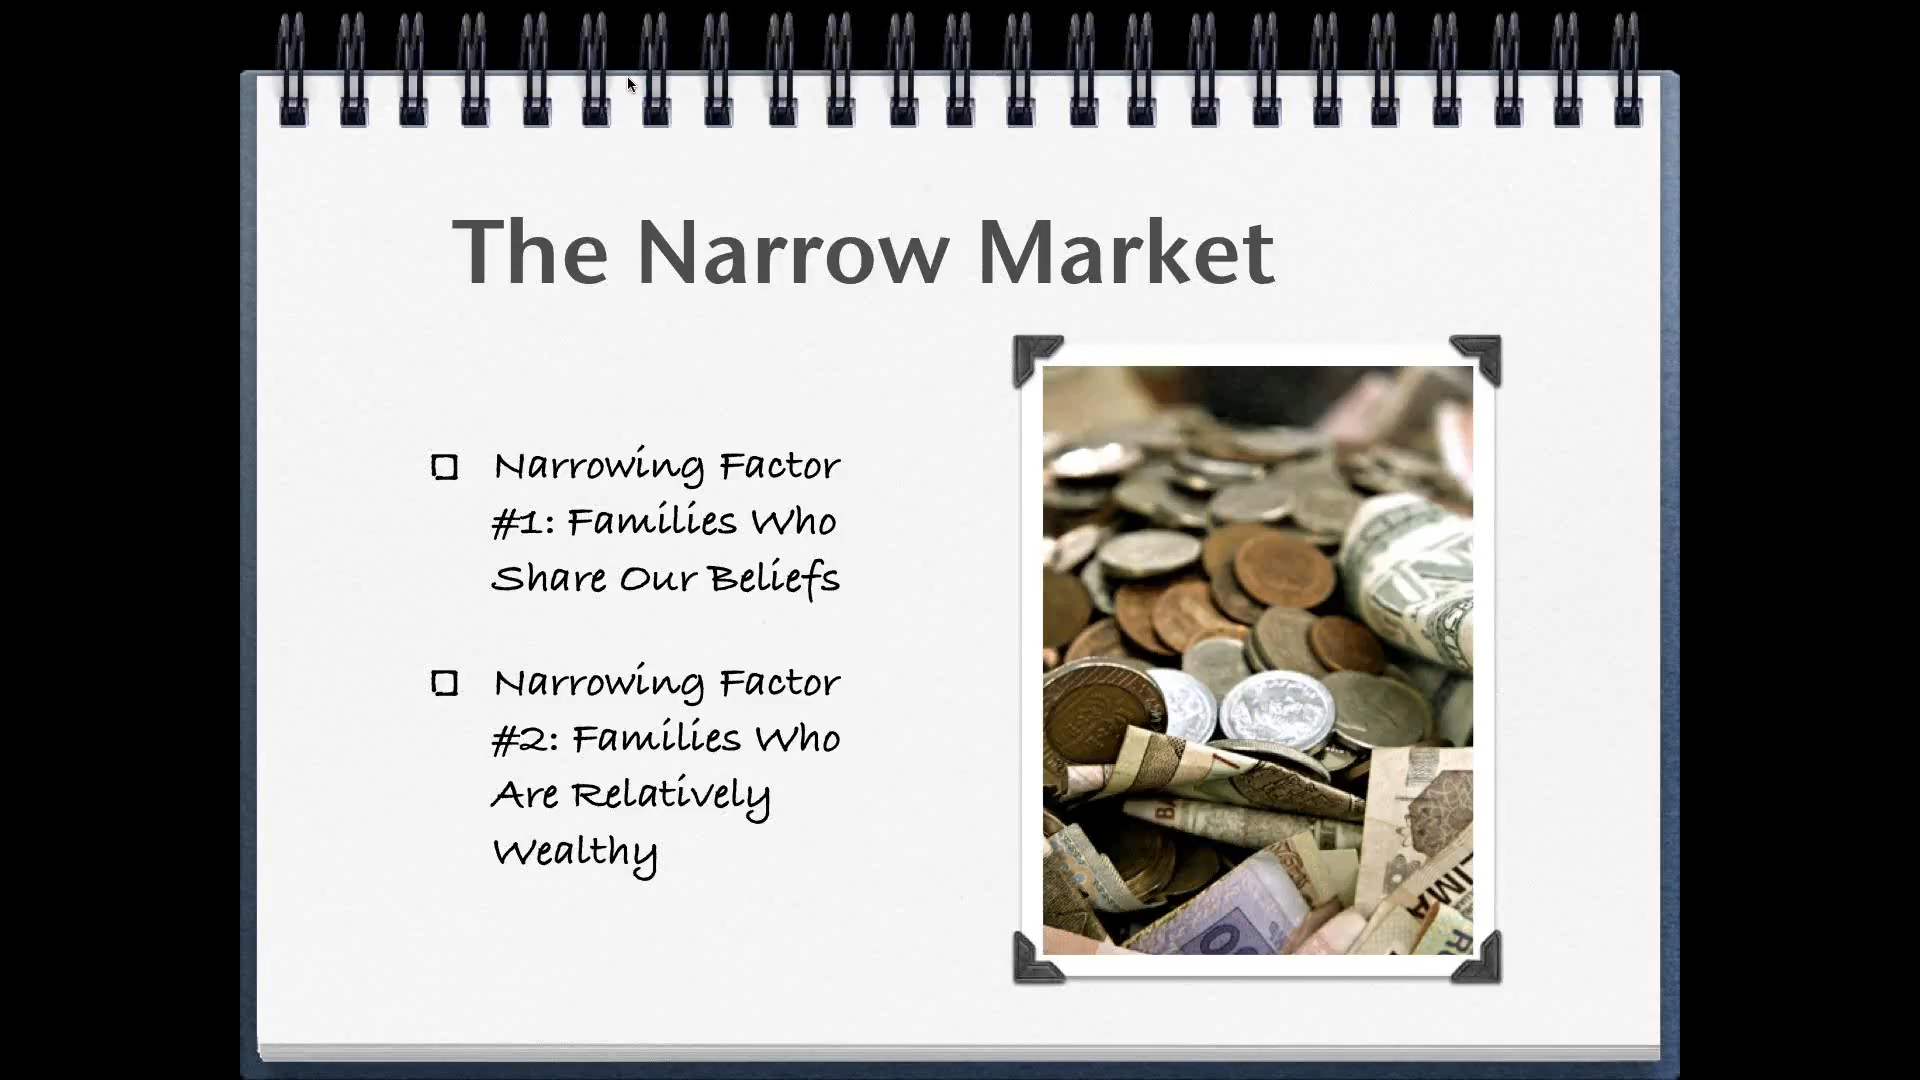 The Narrow Market
Narrowing Factor
#1: Families Who
Share Our Beliefs
Narrowing Factor
#2: Families Who
Are Relatively
Wealthy